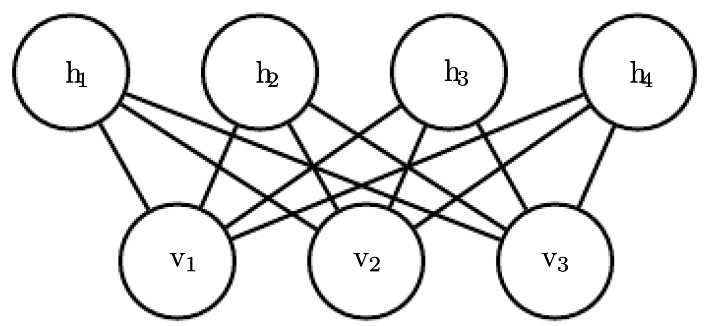 h₁ h₂ h₃ h₄
v₁ v₂ v₃